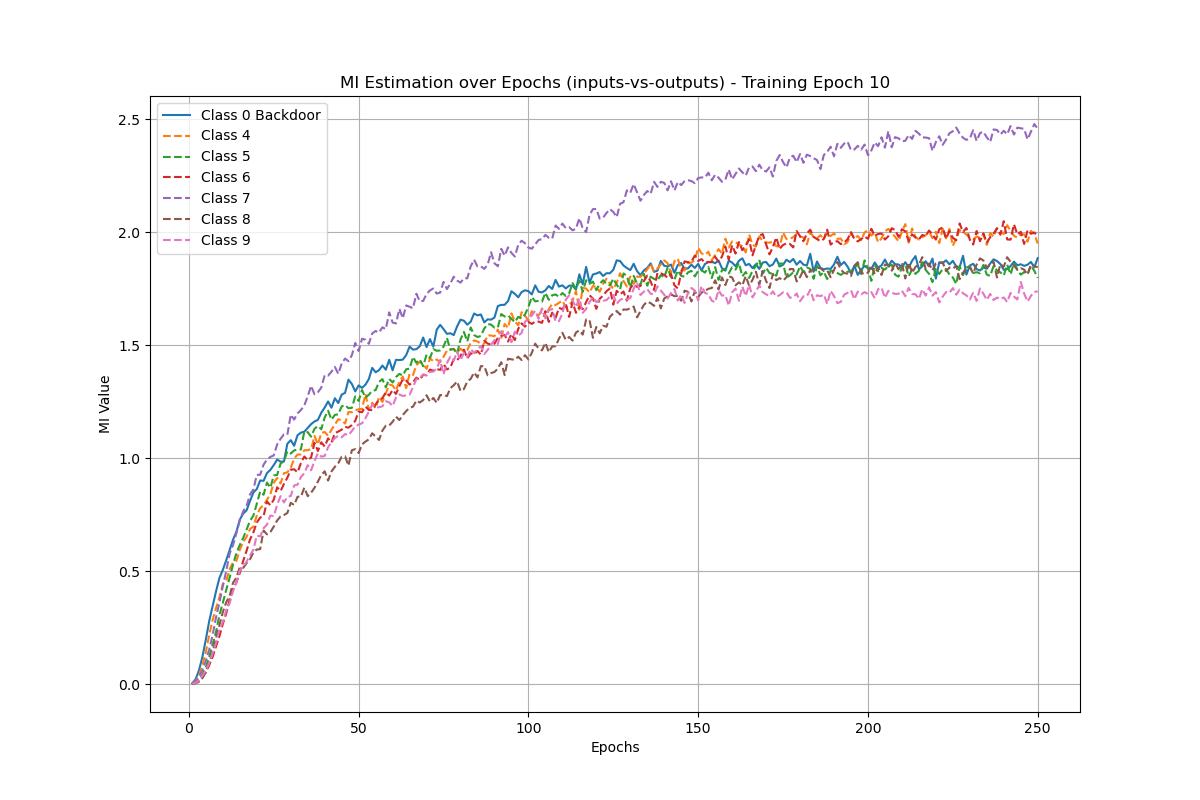 MI Estimation over Epochs (inputs-vs-outputs) - Training Epoch 10
Class 0 Backdoor
Class 4
Class 5
Class 6
Class 7
Class 8
Class 9
MI Value
2.5
2.0
1.5
1.0
0.5
0.0
0 50 100 150 200 250
Epochs